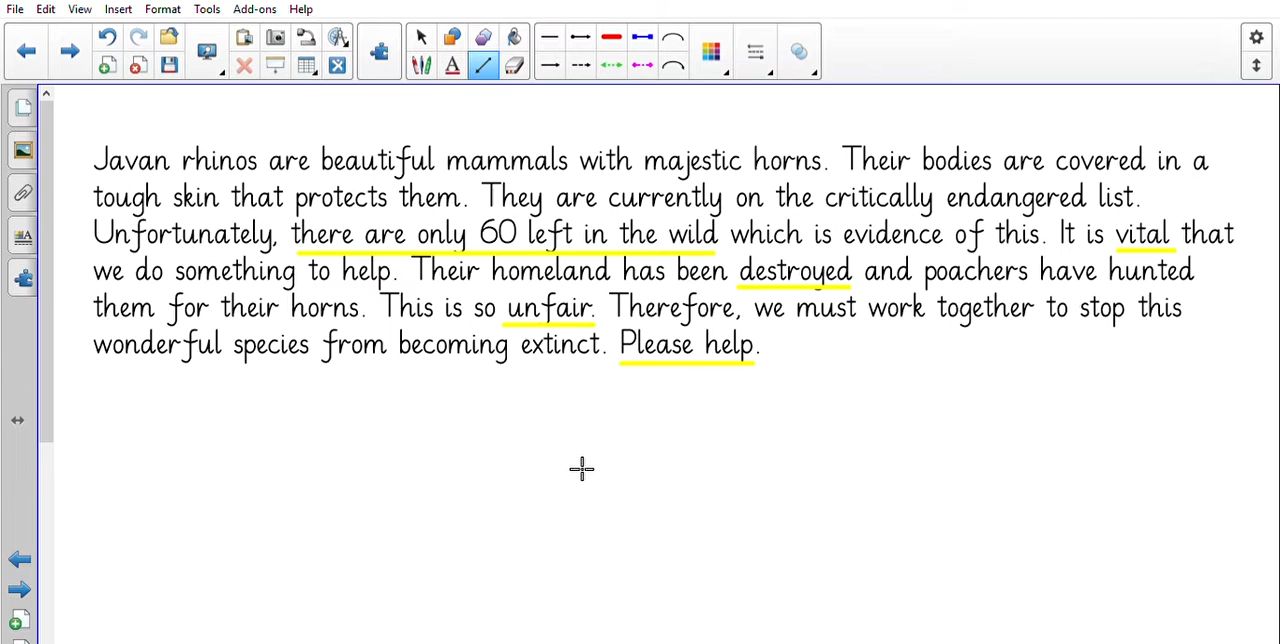 File Edit View Insert Format Tools Add-ons Help
Javan rhinos are beautiful mammals with majestic horns. Their bodies are covered in a
tough skin that protects them. They are currently on the critically endangered list.
Unfortunately, there are only 60 left in the wild which is evidence of this. It is vital that
we do something to help. Their homeland has been destroyed and poachers have hunted
them for their horns. This is so unfair. Therefore, we must work together to stop this
wonderful species from becoming extinct. Please help.